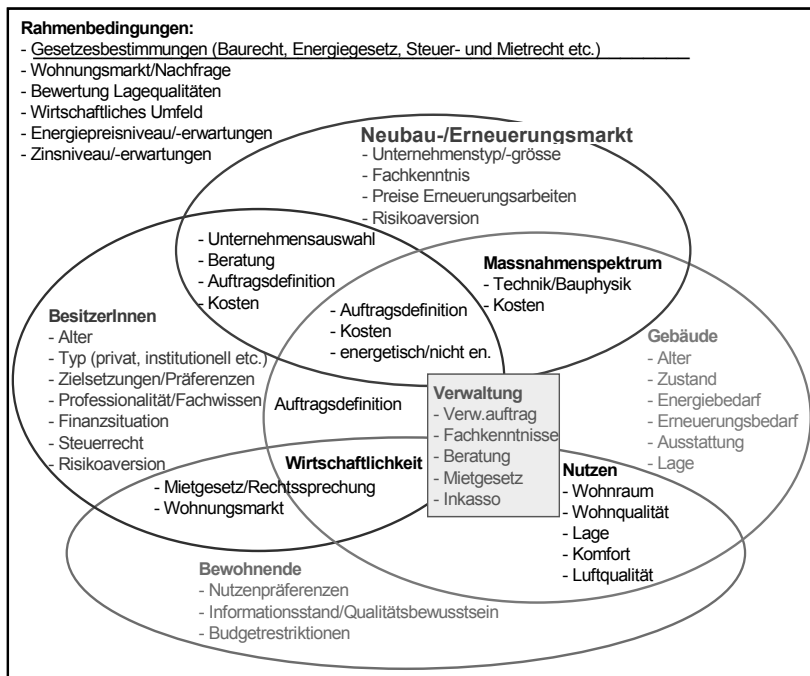 Rahmenbedingungen:
- Gesetzesbestimmungen (Baurecht, Energiegesetz, Steuer- und Mietrecht etc.)
- Wohnungsmarkt/Nachfrage
- Bewertung Lagequalitäten
- Wirtschaftliches Umfeld
- Energiepreisniveau/-erwartungen
- Zinsniveau/-erwartungen
Neubau-/Erneuerungsmarkt
- Unternehmenstyp/-grösse
- Fachkenntnis
- Preise Erneuerungsarbeiten
- Risikoaversion
- Unternehmensauswahl
- Beratung
- Auftragsdefinition
- Kosten
Massnahmenspektrum
- Technik/Bauphysik
- Kosten
- Auftragsdefinition
- Kosten
- energetisch/nicht en.
BesitzerInnen
- Alter
- Typ (privat, institutionell etc.)
- Zielsetzungen/Präferenzen
- Professionalität/Fachwissen
- Finanzsituation
- Steuerrecht
- Risikoaversion
Gebäude
- Alter
- Zustand
- Energiebedarf
- Erneuerungsbedarf
- Ausstattung
- Lage
Auftragsdefinition
Verwaltung
- Verw.auftrag
- Fachkenntnisse
- Beratung
- Mietgesetz
- Inkasso
Wirtschaftlichkeit
- Mietgesetz/Rechtssprechung
- Wohnungsmarkt
Nutzen
- Wohnraum
- Wohnqualität
- Lage
- Komfort
- Luftqualität
Bewohnende
- Nutzenpräferenzen
- Informationsstand/Qualitätsbewusstsein
- Budgetrestriktionen